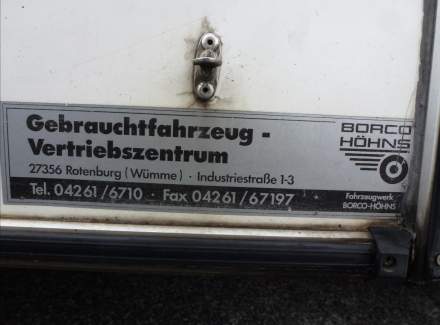 Gebrauchtfahrzeug -
Vertriebszentrum
27356 Rotenburg (Wümme) · Industriestraße 1-3
Tel. 04261/6710 · Fax 04261/67197
BORCO
HÖHNS
Fahrzeugwerk
BORCO-HÖHNS